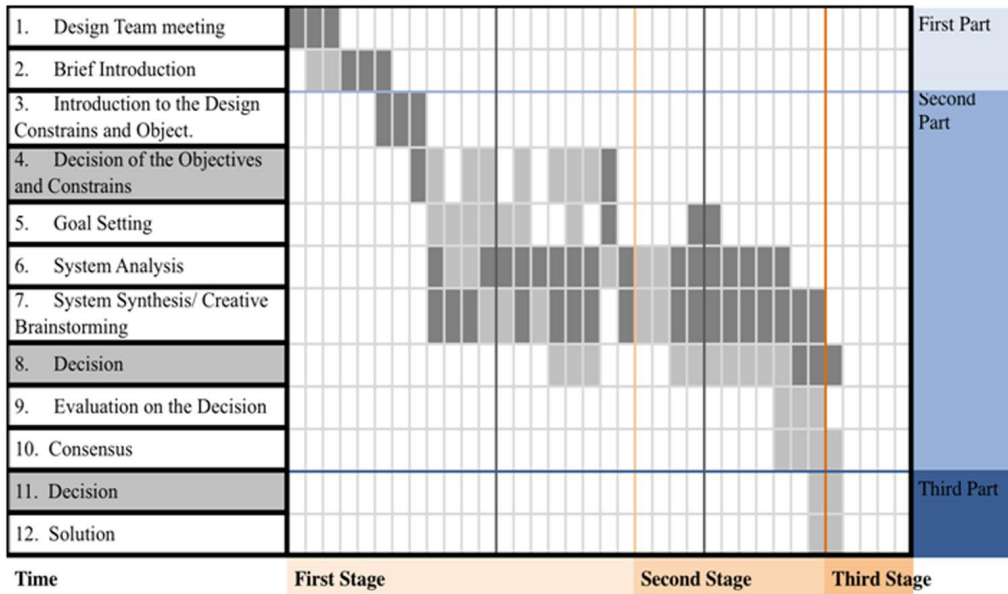 1. Design Team meeting
First Part
2. Brief Introduction
3. Introduction to the Design
Constrains and Object.
Second
Part
4. Decision of the Objectives
and Constrains
5. Goal Setting
6. System Analysis
7. System Synthesis/ Creative
Brainstorming
8. Decision
9. Evaluation on the Decision
10. Consensus
11. Decision
Third Part
12. Solution
Time First Stage Second Stage Third Stage